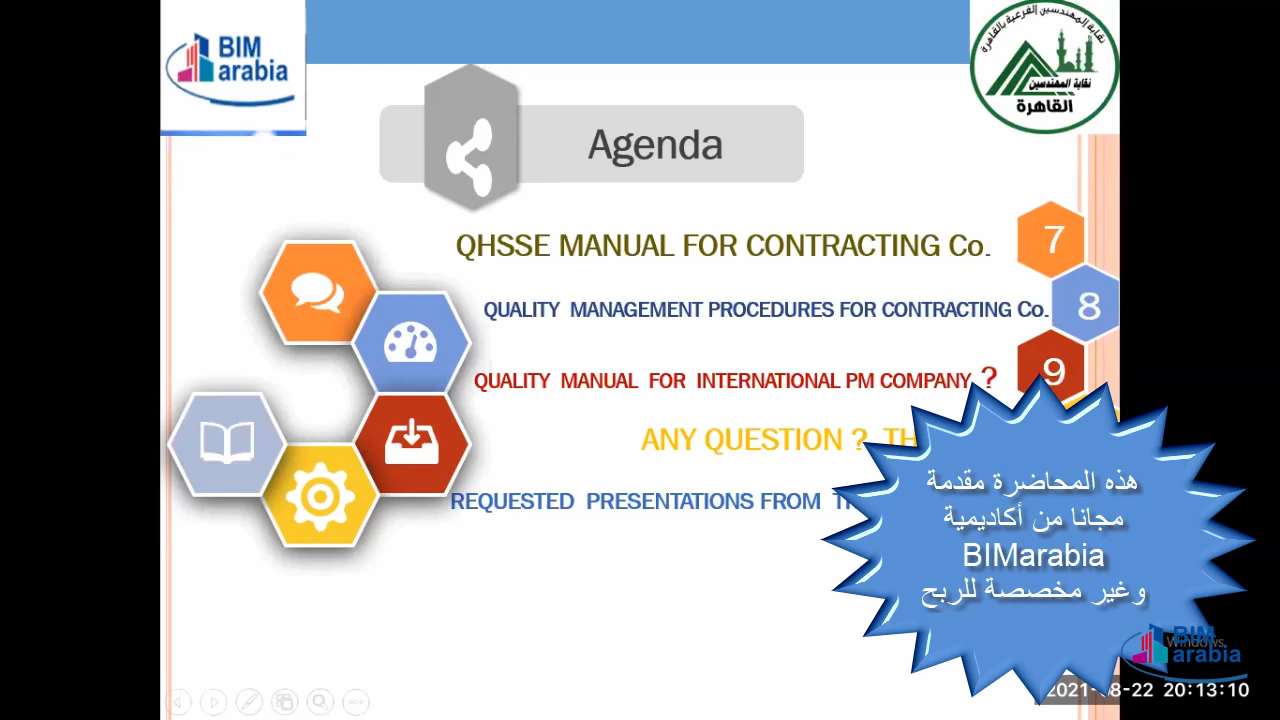 BIM
arabia
نقابة المهندسين الفرعية بالقاهرة
نقابة المهندسين
القاهرة
Agenda
QHSSE MANUAL FOR CONTRACTING Co.
7
QUALITY MANAGEMENT PROCEDURES FOR CONTRACTING Co.
8
QUALITY MANUAL FOR INTERNATIONAL PM COMPANY ?
9
ANY QUESTION ? TH
REQUESTED PRESENTATIONS FROM
هذه المحاضرة مقدمة
مجانا من أكاديمية
BIMarabia
وغير مخصصة للربح
BIM
arabia
Windows.
2021-08-22 20:13:10